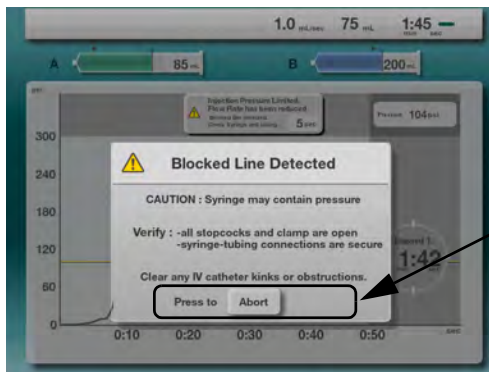 1.0 mL/sec 75 mL 1:45
A 85 mL B 200 mL
psi
Injection Pressure Limited.
Flow Rate has been reduced
5 sec
Pressure 104 psi
300
240
180
120
60
0
Blocked Line Detected
CAUTION : Syringe may contain pressure
Verify : -all stopcocks and clamp are open
-syringe-tubing connections are secure
Clear any IV catheter kinks or obstructions.
Press to Abort
1:42
0:10 0:20 0:30 0:40 0:50 sec